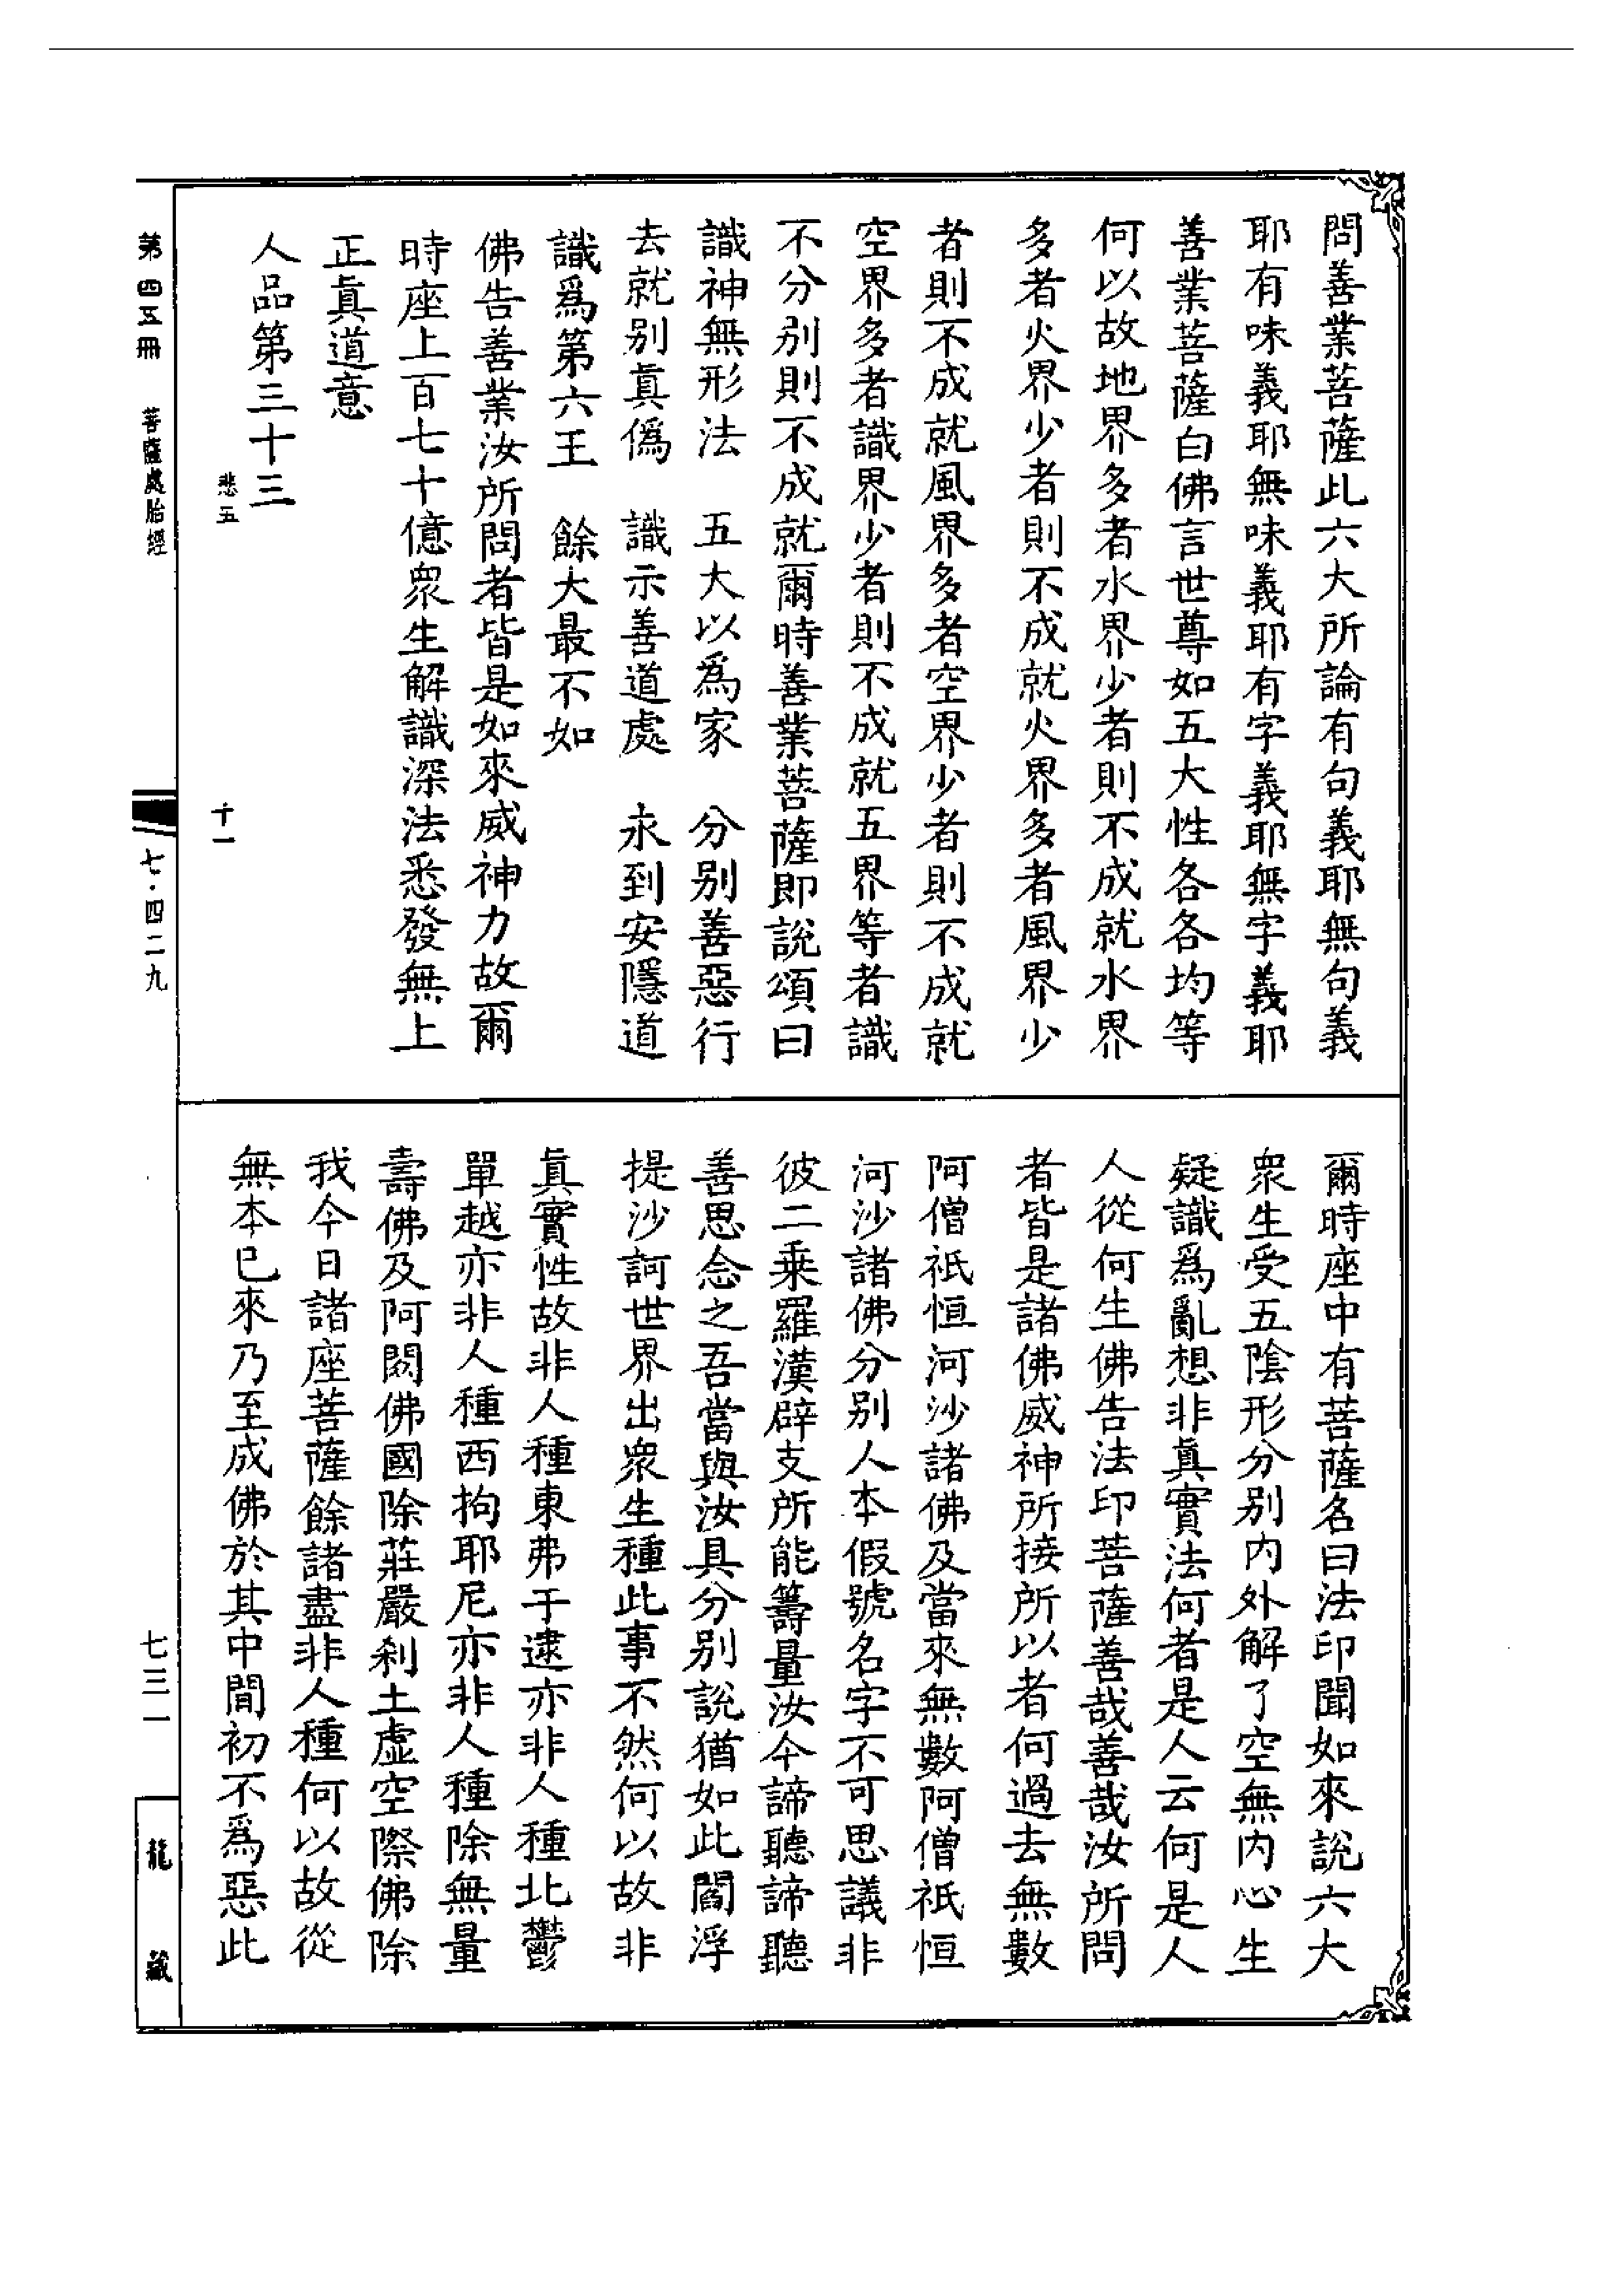 問善業菩薩此六大所論有句義耶無句義
耶有味義耶無味義耶有字義耶無字義耶
善業菩薩白佛言世尊如五大性各各均等
何以故地界多者水界少者則不成就水界
多者火界少者則不成就火界多者風界少
者則不成就風界多者空界少者則不成就
空界多者識界少者則不成就五界等者識
不分別則不成就爾時善業菩薩即說頌曰
識神無形法　五大以為家　分別善惡行
去就別真偽　識示善道處　永到安隱道
識爲第六王　餘大最不如
佛告善業汝所問者皆是如來威神力故爾
時座上百七十億眾生解識深法悉發無上
正真道意
人品第三十三
悲五
十一
爾時座中有菩薩名曰法印聞如來說六大
眾生受五陰形分別內外解了空無內心生
疑識爲亂想非眞實法何者是人云何是人
人從何生佛告法印菩薩善哉善哉汝所問
者皆是諸佛威神所接所以者何過去無數
阿僧祇恒河沙諸佛及當來無數阿僧祇恒
河沙諸佛分別人本假號名字不可思議非
彼二乗羅漢辟支所能籌量汝今諦聽諦聽
善思念之吾當與汝具分別說猶如此閻浮
提沙訶世界出眾生種此事不然何以故非
眞實性故非人種東弗于逮亦非人種北鬱
單越亦非人種西拘耶尼亦非人種除無量
壽佛及阿閦佛國除莊嚴刹土虛空際佛除
我今日諸座菩薩餘諸盡非人種何以故從
無本已來乃至成佛於其中間初不爲惡此
第四五冊
菩薩處胎經
七·四二九
七三一
龍藏